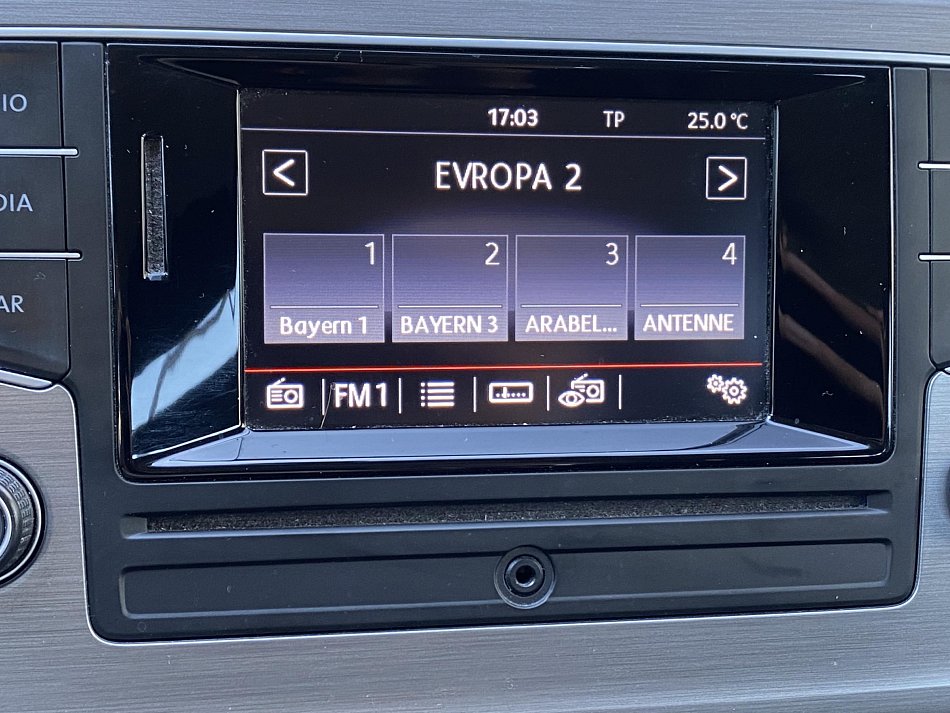 17:03 TP 25.0 °C
< EVROPA 2 >
1 2 3 4
Bayern 1 BAYERN 3 ARABEL... ANTENNE
FM1
IO
DIA
AR